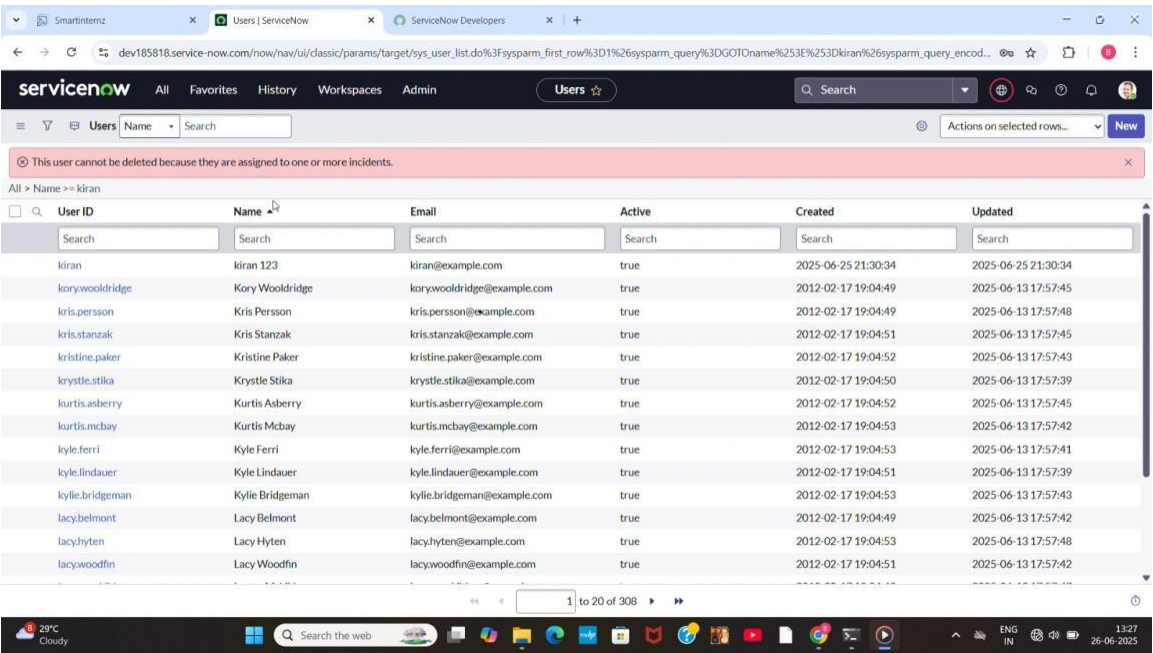 Smartinternz
Users | ServiceNow
ServiceNow Developers
dev185818.service-now.com/now/nav/ui/classic/params/target/sys_user_list.do%3Fsysparm_first_row%3D1%26sysparm_query%3DGOTOname%253E%253Dkiran%26sysparm_query_encod...
servicenow All Favorites History Workspaces Admin Users Search
Users Name Search Actions on selected rows... New
This user cannot be deleted because they are assigned to one or more incidents.
All > Name >= kiran
User ID Name Email Active Created Updated
Search Search Search Search Search Search
kiran kiran 123 kiran@example.com true 2025-06-25 21:30:34 2025-06-25 21:30:34
kory.wooldridge Kory Wooldridge kory.wooldridge@example.com true 2012-02-17 19:04:49 2025-06-13 17:57:45
kris.persson Kris Persson kris.persson@example.com true 2012-02-17 19:04:49 2025-06-13 17:57:48
kris.stanzak Kris Stanzak kris.stanzak@example.com true 2012-02-17 19:04:51 2025-06-13 17:57:45
kristine.paker Kristine Paker kristine.paker@example.com true 2012-02-17 19:04:52 2025-06-13 17:57:43
krystle.stika Krystle Stika krystle.stika@example.com true 2012-02-17 19:04:50 2025-06-13 17:57:39
kurtis.asberry Kurtis Asberry kurtis.asberry@example.com true 2012-02-17 19:04:52 2025-06-13 17:57:45
kurtis.mcbay Kurtis Mcbay kurtis.mcbay@example.com true 2012-02-17 19:04:53 2025-06-13 17:57:42
kyle.ferri Kyle Ferri kyle.ferri@example.com true 2012-02-17 19:04:53 2025-06-13 17:57:41
kyle.lindauer Kyle Lindauer kyle.lindauer@example.com true 2012-02-17 19:04:51 2025-06-13 17:57:39
kylie.bridgeman Kylie Bridgeman kylie.bridgeman@example.com true 2012-02-17 19:04:53 2025-06-13 17:57:43
lacy.belmont Lacy Belmont lacy.belmont@example.com true 2012-02-17 19:04:49 2025-06-13 17:57:42
lacy.hyten Lacy Hyten lacy.hyten@example.com true 2012-02-17 19:04:53 2025-06-13 17:57:48
lacy.woodfin Lacy Woodfin lacy.woodfin@example.com true 2012-02-17 19:04:51 2025-06-13 17:57:42
1 to 20 of 308
8 29°C
Cloudy
Search the web
ENG
IN
13:27
26-06-2025